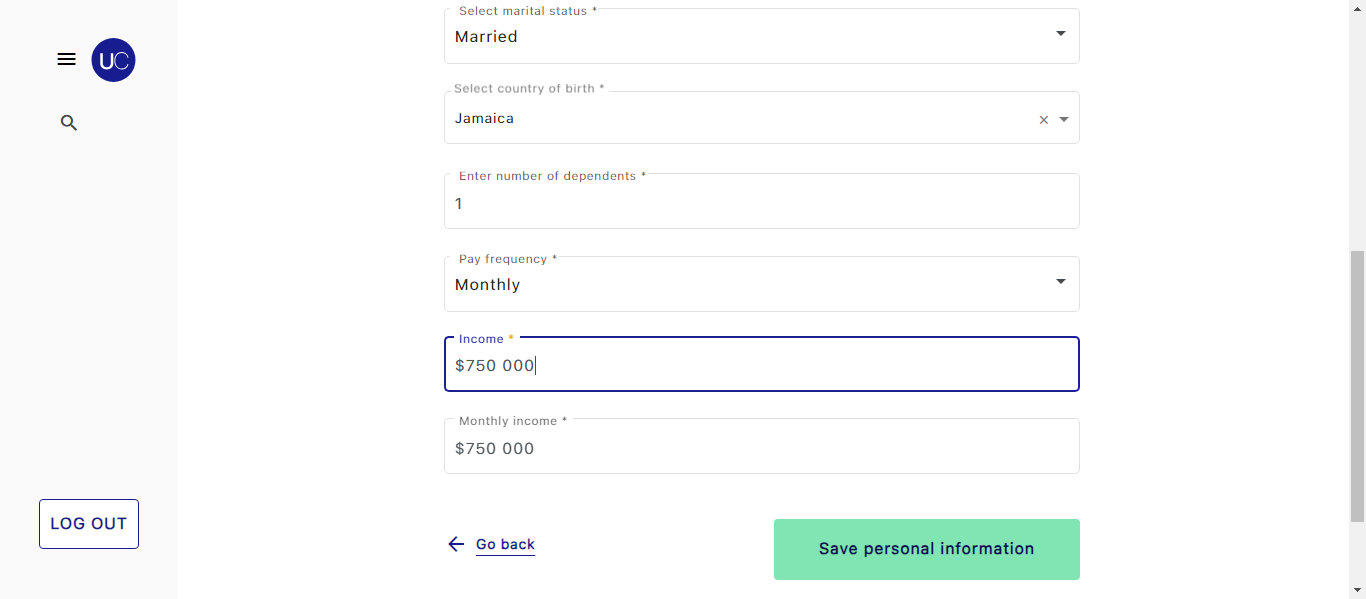 UC
Select marital status *
Married
Select country of birth *
Jamaica
Enter number of dependents *
1
Pay frequency *
Monthly
Income *
$750 000
Monthly income *
$750 000
LOG OUT
Go back
Save personal information